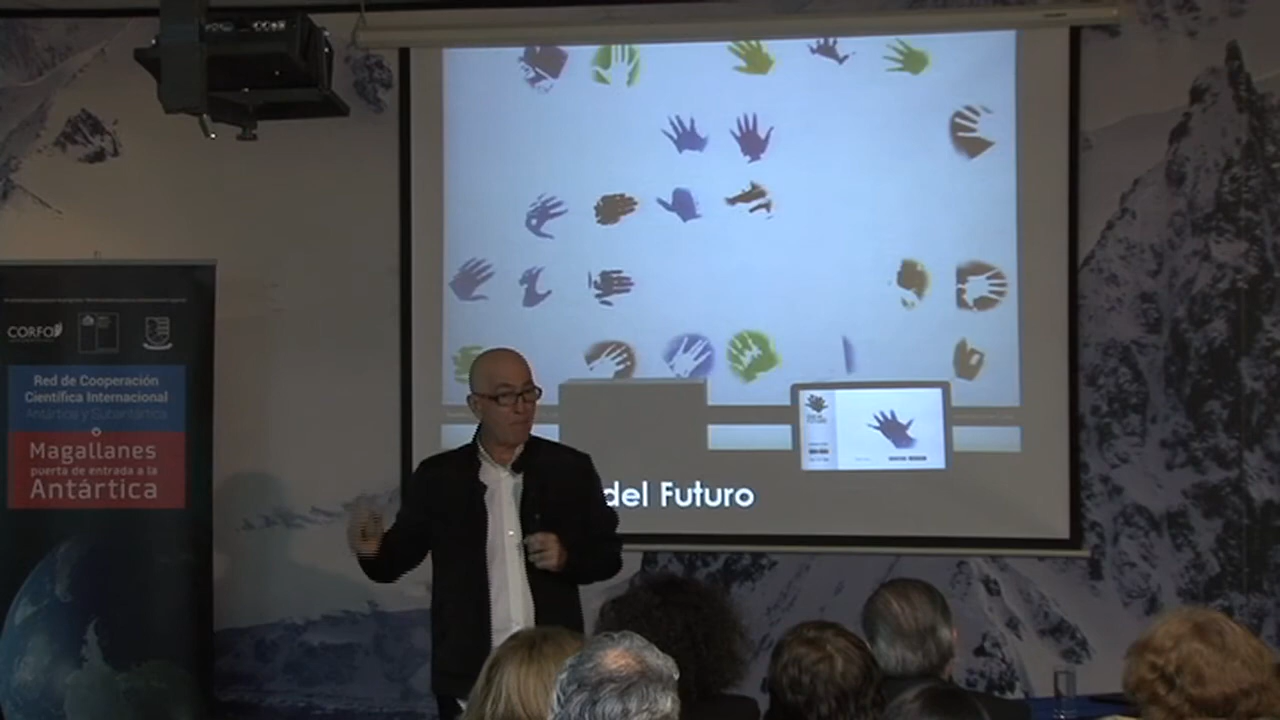 CORFO
Red de Cooperación
Científica Internacional
Antártica y Subantártica
Magallanes
puerta de entrada a la
Antártica
del Futuro